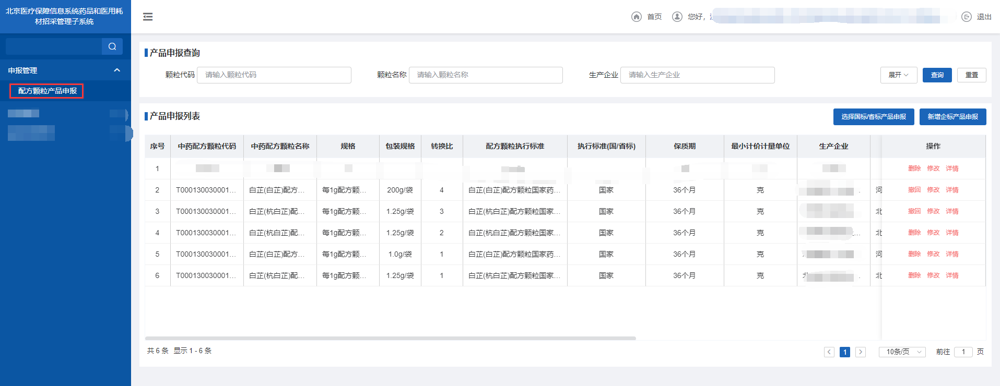 北京医疗保障信息系统药品和医用耗
材招采管理子系统
首页 您好, 退出
申报管理
配方颗粒产品申报
产品申报查询
颗粒代码 请输入颗粒代码 颗粒名称 请输入颗粒名称 生产企业 请输入生产企业 展开 查询 重置
产品申报列表 选择国标/省标产品申报 新增企标产品申报
序号 中药配方颗粒代码 中药配方颗粒名称 规格 包装规格 转换比 配方颗粒执行标准 执行标准(国/省标) 保质期 最小计价计量单位 生产企业 操作
1 删除 修改 详情
2 T000130030001... 白芷(白芷)配方... 每1g配方颗... 200g/袋 4 白芷(白芷)配方颗粒国家药... 国家 36个月 克 河 撤回 修改 详情
3 T000130030001... 白芷(杭白芷)配... 每1g配方颗... 1.25g/袋 3 白芷(杭白芷)配方颗粒国家... 国家 36个月 克 北 撤回 修改 详情
4 T000130030001... 白芷(杭白芷)配... 每1g配方颗... 1.25g/袋 2 白芷(杭白芷)配方颗粒国家... 国家 36个月 克 北 删除 修改 详情
5 T000130030001... 白芷(白芷)配方... 每1g配方颗... 1.0g/袋 1 白芷(白芷)配方颗粒国家药... 国家 36个月 克 河 删除 修改 详情
6 T000130030001... 白芷(杭白芷)配... 每1g配方颗... 1.25g/袋 1 白芷(杭白芷)配方颗粒国家... 国家 36个月 克 北 删除 修改 详情
共 6 条 显示 1 - 6 条 1 10条/页 前往 1 页